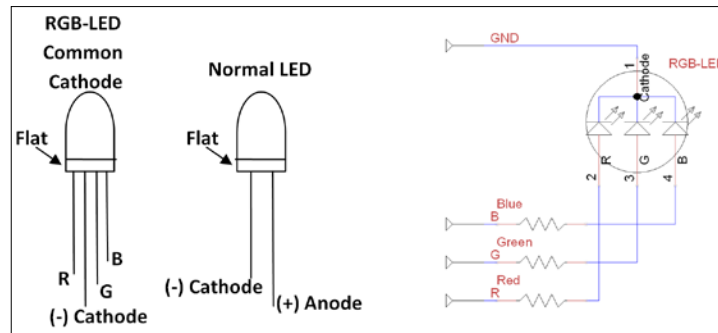 RGB-LED
Common
Cathode
Flat
R
B
G
(-) Cathode
Normal LED
Flat
(-) Cathode
(+) Anode
GND
1
Cathode
RGB-LED
R
G
B
2
3
4
Blue
B
Green
G
Red
R